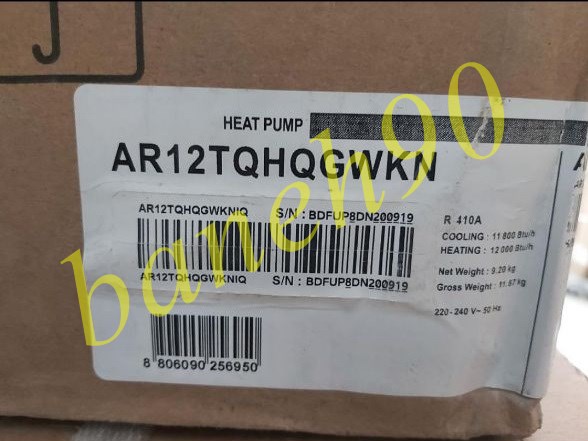 J
HEAT PUMP
AR12TQHQGWKN
AR12TQHQGWKNIQ S/N : BDFUP8DN200919
AR12TQHQGWKNIQ S/N : BDFUP8DN200919
R 410A
COOLING : 11 800 Btu/h
HEATING : 12 000 Btu/h
Net Weight : 9.20 kg
Gross Weight : 11.67 kg
220-240 V~ 50 Hz
8 806090 256950
baneh90